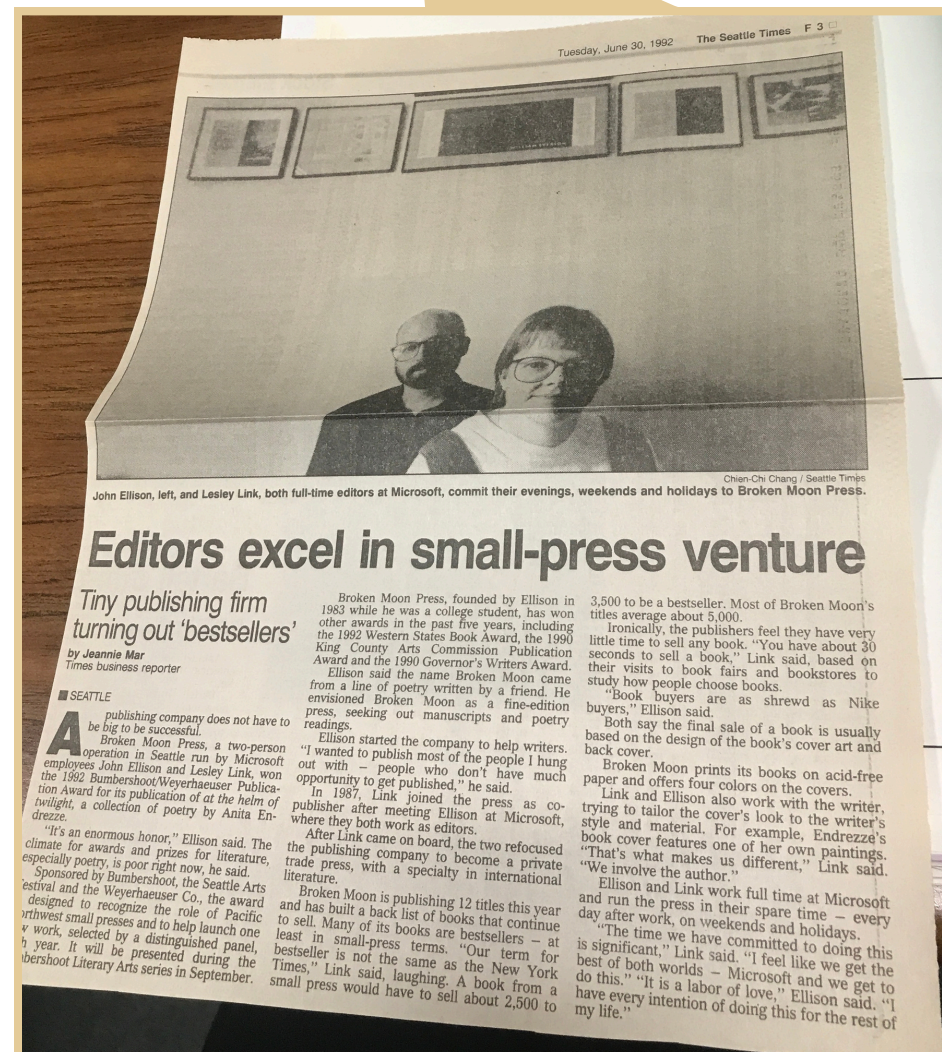 Tuesday, June 30, 1992 The Seattle Times F 3
Chien-Chi Chang / Seattle Times
John Ellison, left, and Lesley Link, both full-time editors at Microsoft, commit their evenings, weekends and holidays to Broken Moon Press.
Editors excel in small-press venture
Tiny publishing firm
turning out ‘bestsellers’
by Jeannie Mar
Times business reporter
■ SEATTLE
A publishing company does not have to
be big to be successful.
Broken Moon Press, a two-person
operation in Seattle run by Microsoft
employees John Ellison and Lesley Link, won
the 1992 Bumbershoot/Weyerhaeuser Publica-
tion Award for its publication of at the helm of
twilight, a collection of poetry by Anita En-
drezze.
“It’s an enormous honor,” Ellison said. The
climate for awards and prizes for literature,
especially poetry, is poor right now, he said.
Sponsored by Bumbershoot, the Seattle Arts
estival and the Weyerhaeuser Co., the award
designed to recognize the role of Pacific
rthwest small presses and to help launch one
w work, selected by a distinguished panel,
h year. It will be presented during the
bershoot Literary Arts series in September.
Broken Moon Press, founded by Ellison in
1983 while he was a college student, has won
other awards in the past five years, including
the 1992 Western States Book Award, the 1990
King County Arts Commission Publication
Award and the 1990 Governor’s Writers Award.
Ellison said the name Broken Moon came
from a line of poetry written by a friend. He
envisioned Broken Moon as a fine-edition
press, seeking out manuscripts and poetry
readings.
Ellison started the company to help writers.
“I wanted to publish most of the people I hung
out with – people who don’t have much
opportunity to get published,” he said.
In 1987, Link joined the press as co-
publisher after meeting Ellison at Microsoft,
where they both work as editors.
After Link came on board, the two refocused
the publishing company to become a private
trade press, with a specialty in international
literature.
Broken Moon is publishing 12 titles this year
and has built a back list of books that continue
to sell. Many of its books are bestsellers – at
least in small-press terms. “Our term for
bestseller is not the same as the New York
Times,” Link said, laughing. A book from a
small press would have to sell about 2,500 to
3,500 to be a bestseller. Most of Broken Moon’s
titles average about 5,000.
Ironically, the publishers feel they have very
little time to sell any book. “You have about 30
seconds to sell a book,” Link said, based on
their visits to book fairs and bookstores to
study how people choose books.
“Book buyers are as shrewd as Nike
buyers,” Ellison said.
Both say the final sale of a book is usually
based on the design of the book’s cover art and
back cover.
Broken Moon prints its books on acid-free
paper and offers four colors on the covers.
Link and Ellison also work with the writer,
trying to tailor the cover’s look to the writer’s
style and material. For example, Endrezze’s
book cover features one of her own paintings.
“That’s what makes us different,” Link said.
“We involve the author.”
Ellison and Link work full time at Microsoft
and run the press in their spare time – every
day after work, on weekends and holidays.
“The time we have committed to doing this
is significant,” Link said. “I feel like we get the
best of both worlds – Microsoft and we get to
do this.” “It is a labor of love,” Ellison said. “I
have every intention of doing this for the rest of
my life.”